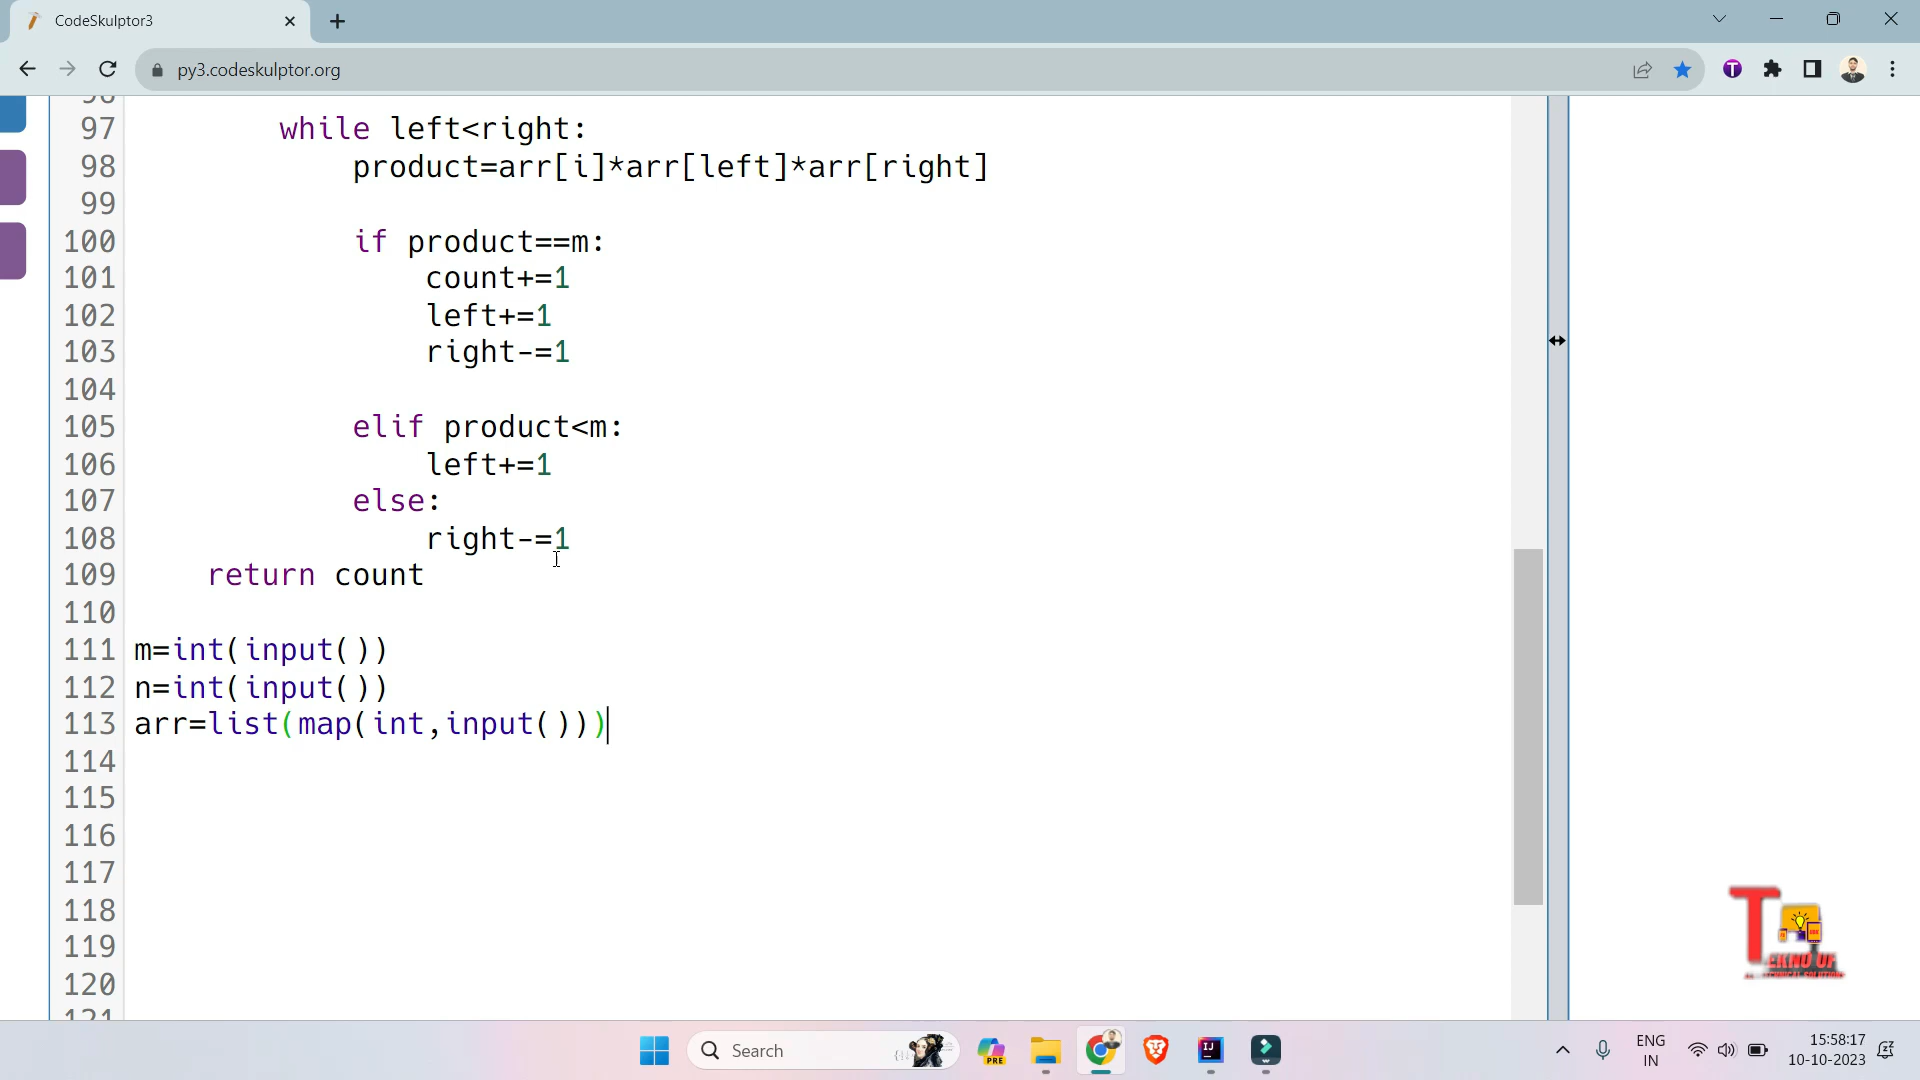 CodeSkulptor3
py3.codeskulptor.org
97 while left<right:
98 product=arr[i]*arr[left]*arr[right]
99
100 if product==m:
101 count+=1
102 left+=1
103 right-=1
104
105 elif product<m:
106 left+=1
107 else:
108 right-=1
109 return count
110
111 m=int(input())
112 n=int(input())
113 arr=list(map(int,input()))
114
115
116
117
118
119
120
Search
PRE
ENG
IN
15:58:17
10-10-2023